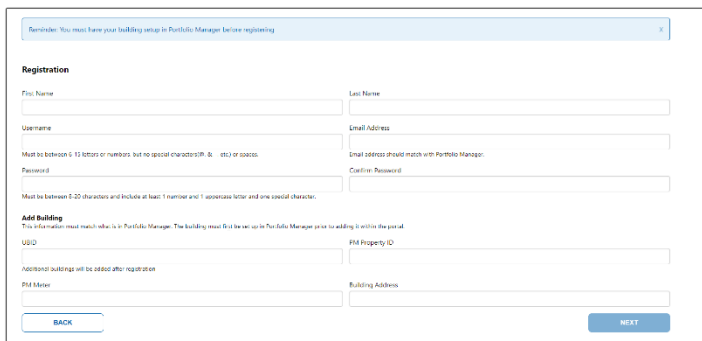 Reminder: You must have your building setup in Portfolio Manager before registering
x
Registration
First Name
Last Name
Username
Email Address
Must be between 6-15 letters or numbers, but no special characters(@, &, etc.) or spaces.
Email address should match with Portfolio Manager.
Password
Confirm Password
Must be between 8-20 characters and include at least 1 number and 1 uppercase letter and one special character.
Add Building
This information must match what is in Portfolio Manager. The building must first be set up in Portfolio Manager prior to adding it within the portal
UBID
PM Property ID
Additional buildings will be added after registration
PM Meter
Building Address
BACK
NEXT